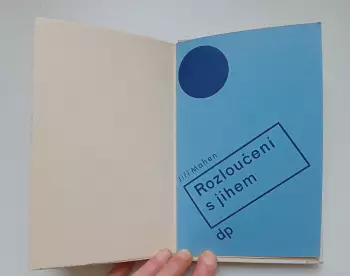 Jiří Mahen
Rozloučení
s jihem
dp